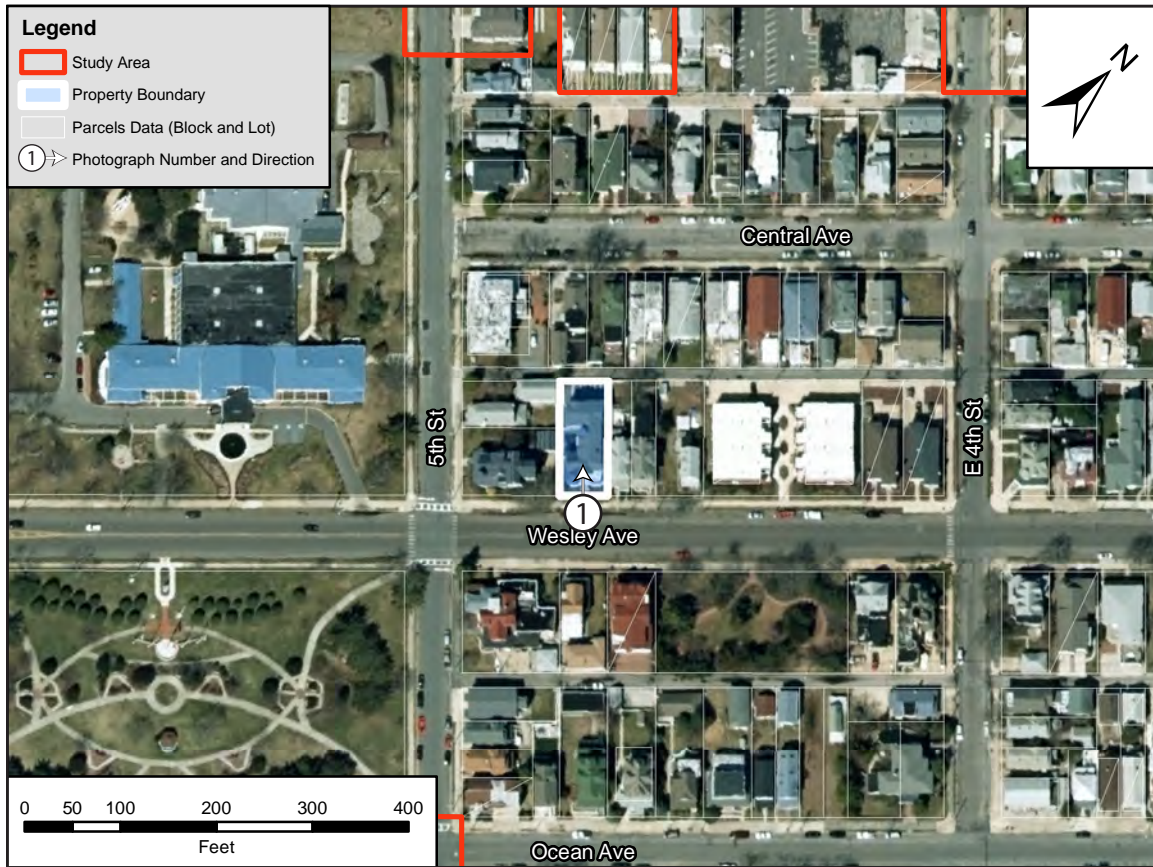 Legend
Study Area
Property Boundary
Parcels Data (Block and Lot)
1 Photograph Number and Direction
N
Central Ave
5th St
E 4th St
1
Wesley Ave
0 50 100 200 300 400
Feet
Ocean Ave